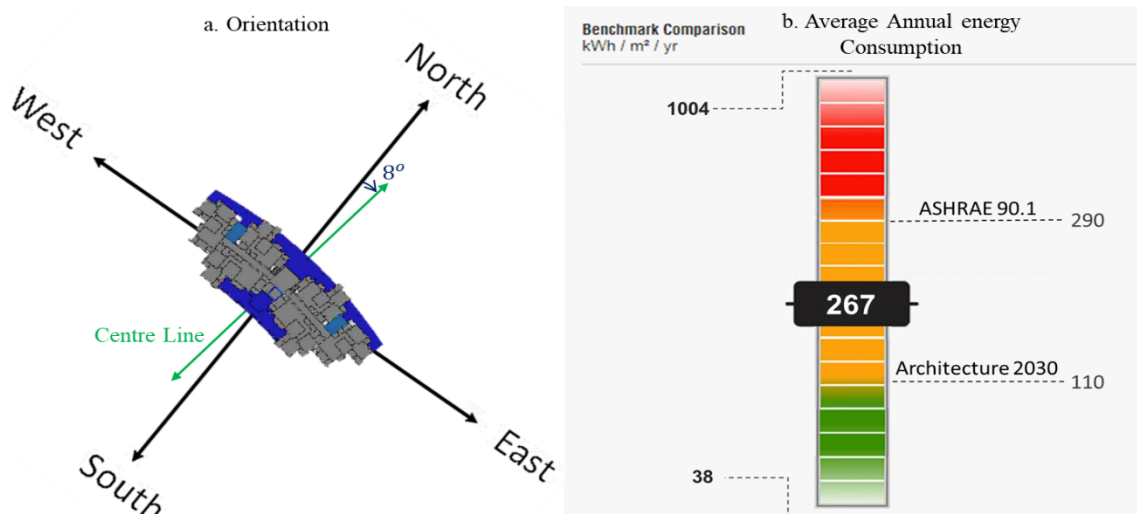 a. Orientation
North
West
8°
Centre Line
South
East
Benchmark Comparison
kWh / m² / yr
b. Average Annual energy
Consumption
1004
ASHRAE 90.1
290
267
Architecture 2030
110
38